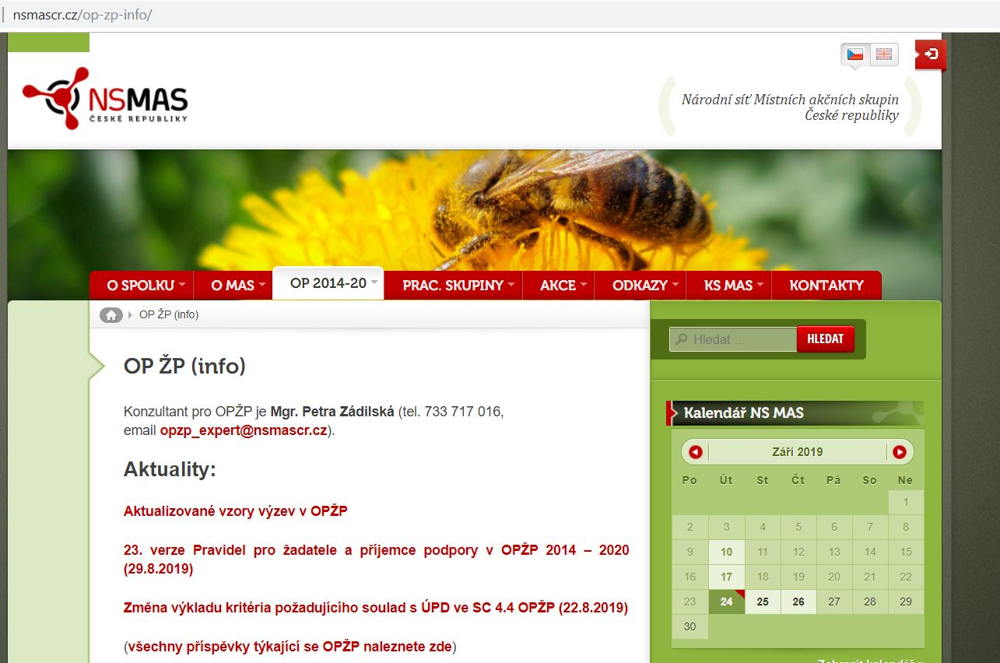 nsmascr.cz/op-zp-info/
NSMAS
ČESKÉ REPUBLIKY
Národní síť Místních akčních skupin
České republiky
O SPOLKU O MAS OP 2014-20 PRAC. SKUPINY AKCE ODKAZY KS MAS KONTAKTY
OP ŽP (info)
Hledat ... HLEDAT
OP ŽP (info)
Konzultant pro OPŽP je Mgr. Petra Zádilská (tel. 733 717 016,
email opzp_expert@nsmascr.cz).
Aktuality:
Aktualizované vzory výzev v OPŽP
23. verze Pravidel pro žadatele a příjemce podpory v OPŽP 2014 – 2020
(29.8.2019)
Změna výkladu kritéria požadujícího soulad s ÚPD ve SC 4.4 OPŽP (22.8.2019)
(všechny příspěvky týkající se OPŽP naleznete zde)
Kalendář NS MAS
Září 2019
Po Út St Čt Pá So Ne
1
2 3 4 5 6 7 8
9 10 11 12 13 14 15
16 17 18 19 20 21 22
23 24 25 26 27 28 29
30